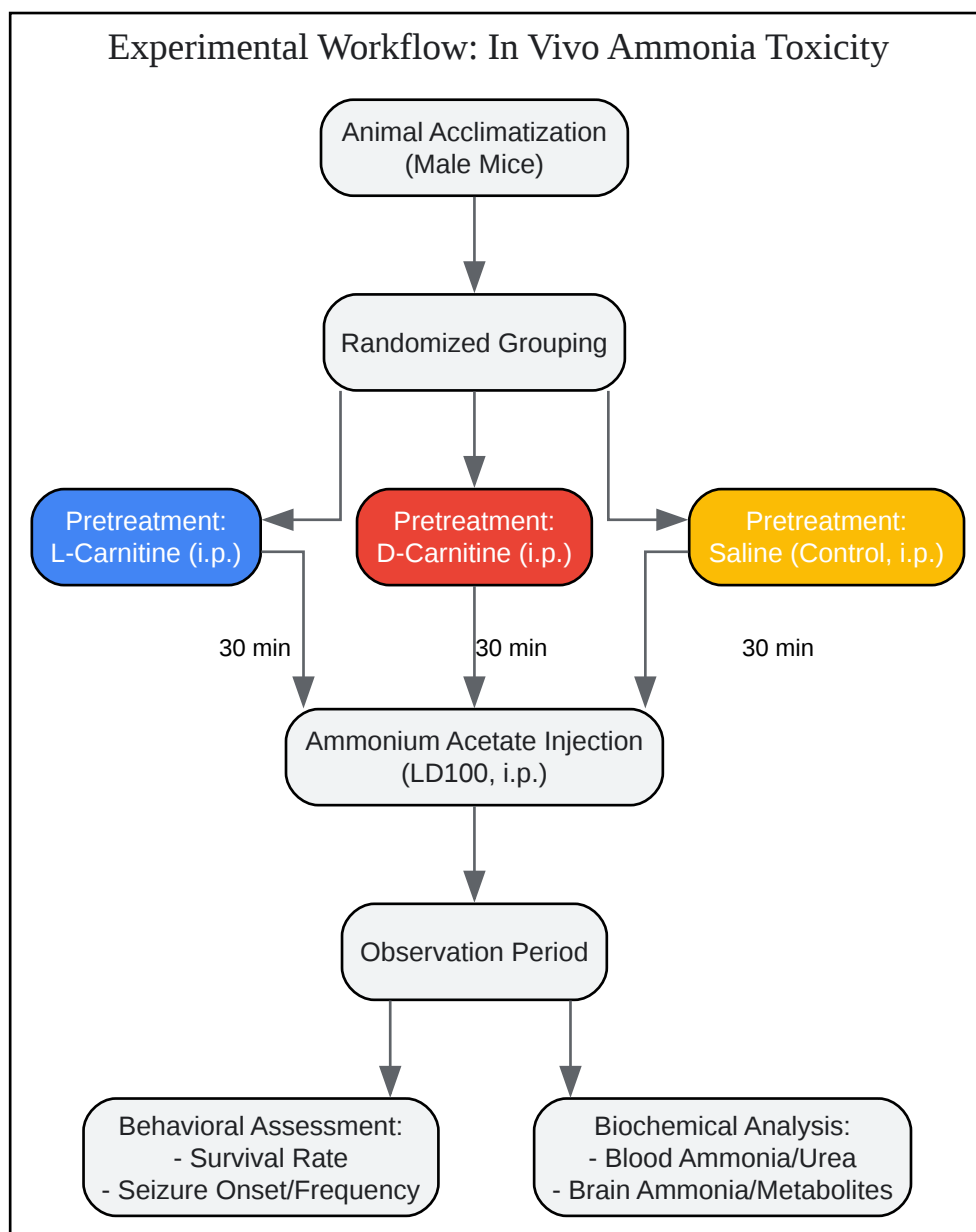 Experimental Workflow: In Vivo Ammonia Toxicity
Animal Acclimatization
(Male Mice)
Randomized Grouping
Pretreatment:
L-Carnitine (i.p.)
Pretreatment:
D-Carnitine (i.p.)
Pretreatment:
Saline (Control, i.p.)
30 min
30 min
30 min
Ammonium Acetate Injection
(LD100, i.p.)
Observation Period
Behavioral Assessment:
- Survival Rate
- Seizure Onset/Frequency
Biochemical Analysis:
- Blood Ammonia/Urea
- Brain Ammonia/Metabolites